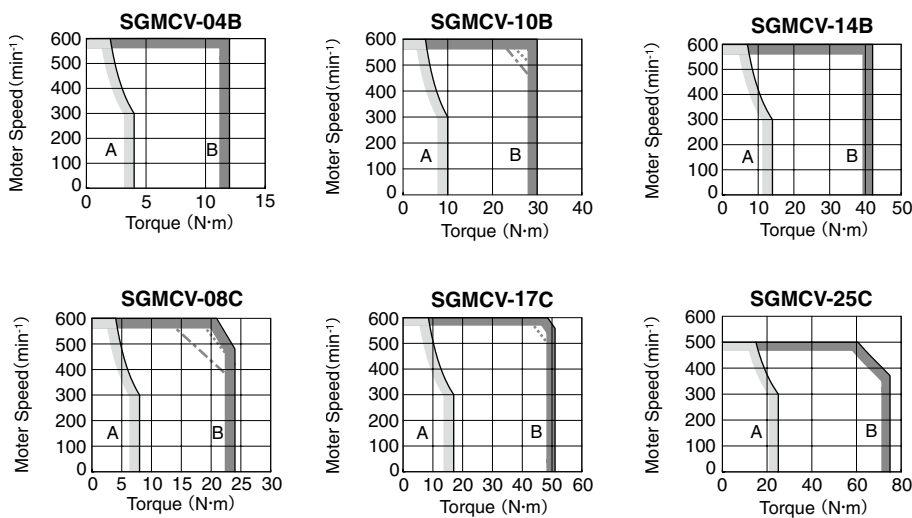 SGMCV-04B
Moter Speed(min-1)
600
500
400
300
200
100
0
A
B
0 5 10 15
Torque (N·m)
SGMCV-10B
Moter Speed(min-1)
600
500
400
300
200
100
0
A
B
0 10 20 30 40
Torque (N·m)
SGMCV-14B
Moter Speed(min-1)
600
500
400
300
200
100
0
A
B
0 10 20 30 40 50
Torque (N·m)
SGMCV-08C
Moter Speed(min-1)
600
500
400
300
200
100
0
A
B
0 5 10 15 20 25 30
Torque (N·m)
SGMCV-17C
Moter Speed(min-1)
600
500
400
300
200
100
0
A
B
0 10 20 30 40 50 60
Torque (N·m)
SGMCV-25C
Moter Speed(min-1)
600
500
400
300
200
100
0
A
B
0 20 40 60 80
Torque (N·m)